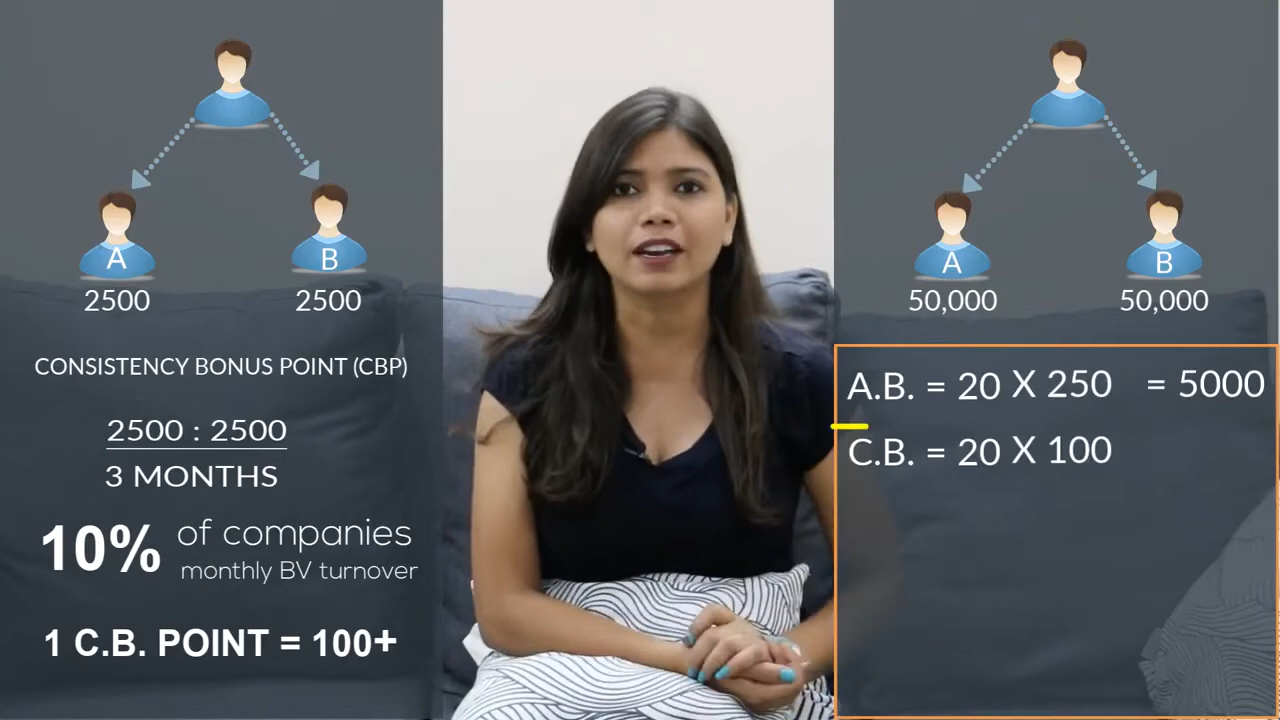 A
B
2500
2500
CONSISTENCY BONUS POINT (CBP)
2500 : 2500
3 MONTHS
10% of companies
monthly BV turnover
1 C.B. POINT = 100+
A
B
50,000
50,000
A.B. = 20 X 250 = 5000
C.B. = 20 X 100